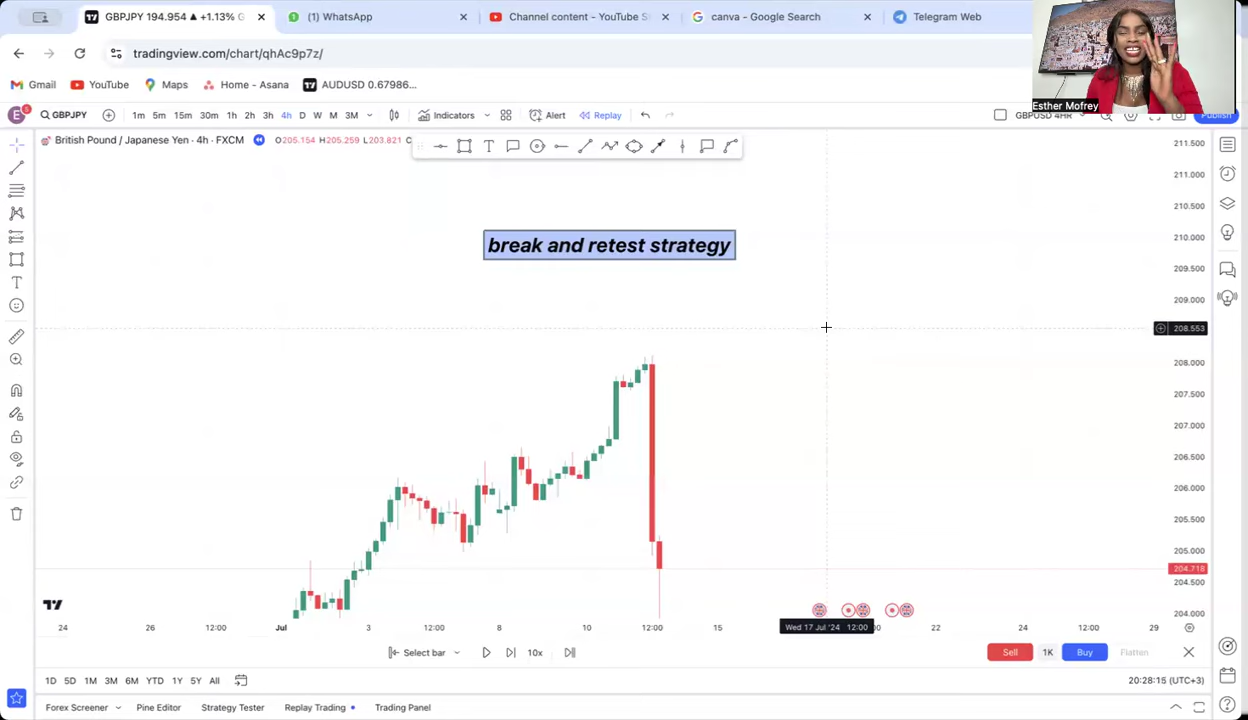 GBPJPY 194.954 ▲ +1.13% G
(1) WhatsApp
Channel content - YouTube S
canva - Google Search
Telegram Web
tradingview.com/chart/qhAc9p7z/
Gmail
YouTube
Maps
Home - Asana
AUDUSD 0.67986...
Esther Mofrey
E
GBPJPY
1m 5m 15m 30m 1h 2h 3h 4h D W M 3M
Indicators
Alert
Replay
GBPUSD 4HR
Publish
British Pound / Japanese Yen · 4h · FXCM
O205.154 H205.259 L203.821
break and retest strategy
211.500
211.000
210.500
210.000
209.500
209.000
208.553
208.000
207.500
207.000
206.500
206.000
205.500
205.000
204.718
204.500
204.000
24 26 12:00 Jul 3 12:00 8 10 12:00 15 Wed 17 Jul '24 12:00 22 24 12:00 29
Select bar
10x
Sell
1K
Buy
Flatten
1D 5D 1M 3M 6M YTD 1Y 5Y All
20:28:15 (UTC+3)
Forex Screener
Pine Editor
Strategy Tester
Replay Trading
Trading Panel